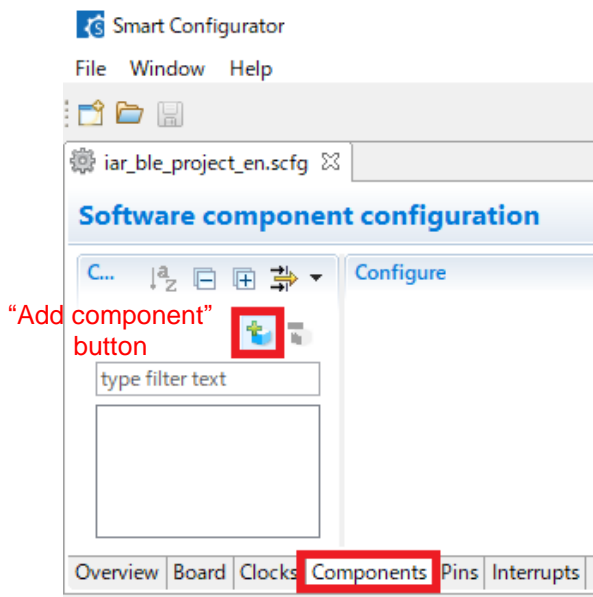 Smart Configurator
File Window Help
iar_ble_project_en.scfg
Software component configuration
C... Configure
“Add component”
button
type filter text
Overview Board Clocks Components Pins Interrupts